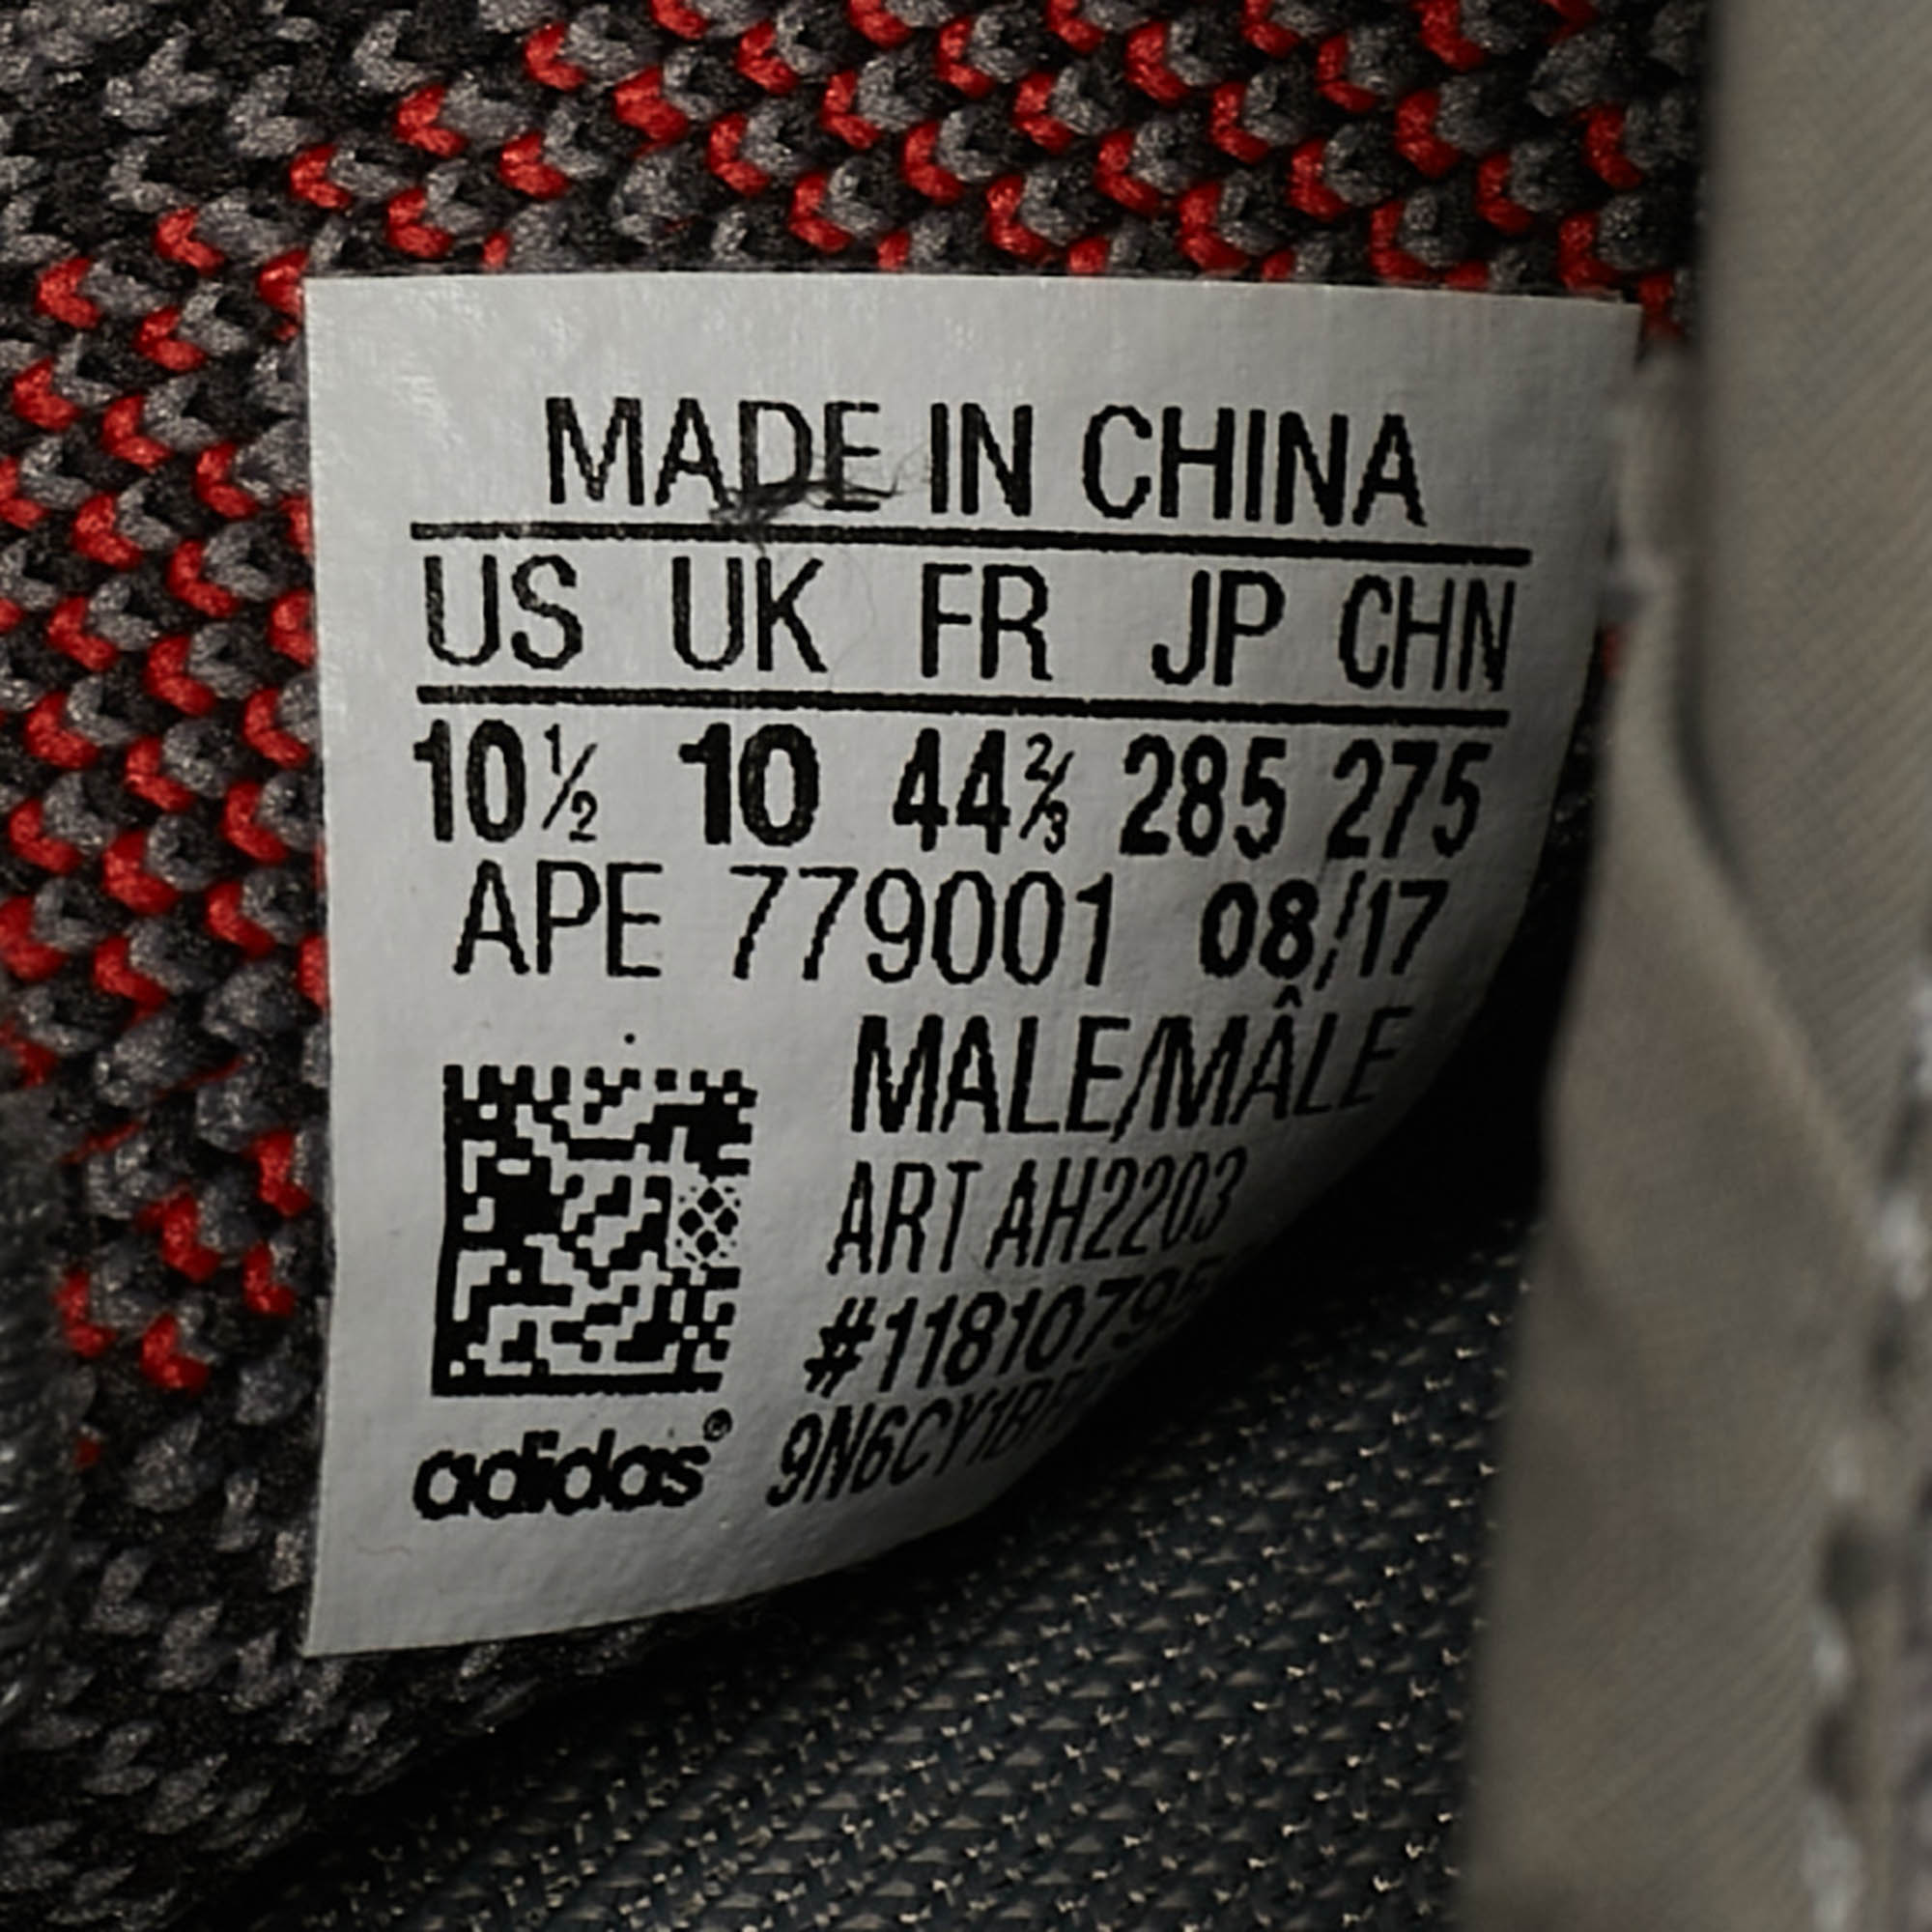 MADE IN CHINA
US UK FR JP CHN
10½ 10 44⅔ 285 275
APE 779001 08/17
MALE/MÂLE
ART AH2203
adidas®